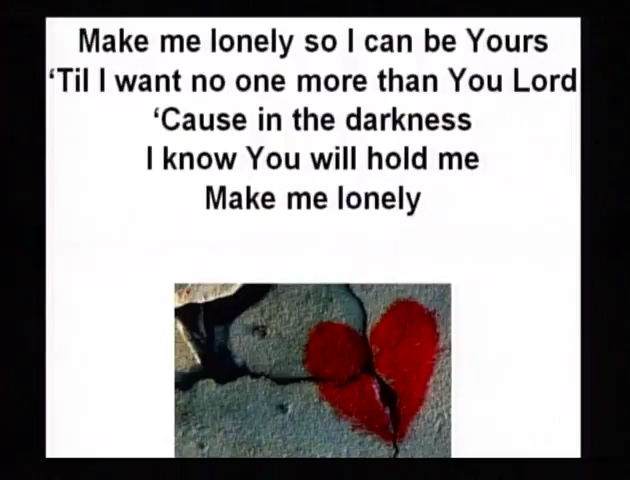 Make me lonely so I can be Yours
‘Til I want no one more than You Lord
‘Cause in the darkness
I know You will hold me
Make me lonely